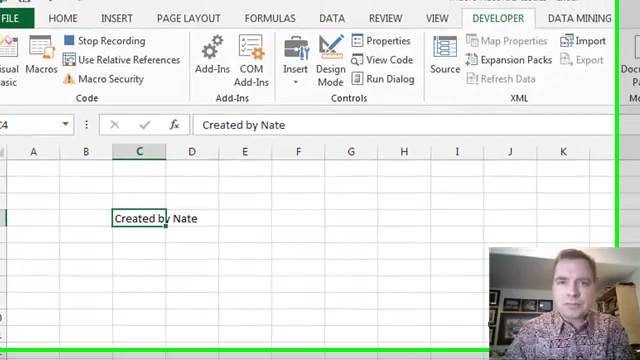 FILE HOME INSERT PAGE LAYOUT FORMULAS DATA REVIEW VIEW DEVELOPER DATA MINING
Stop Recording
Use Relative References
Macro Security
Macros
Code
Add-Ins
COM
Add-Ins
Add-Ins
Insert
Design
Mode
Properties
View Code
Run Dialog
Controls
Source
Map Properties
Expansion Packs
Refresh Data
Import
Export
XML
C4
Created by Nate
A B C D E F G H I J K
Created by Nate